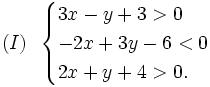 (I) { 3x − y + 3 > 0
−2x + 3y − 6 < 0
2x + y + 4 > 0.